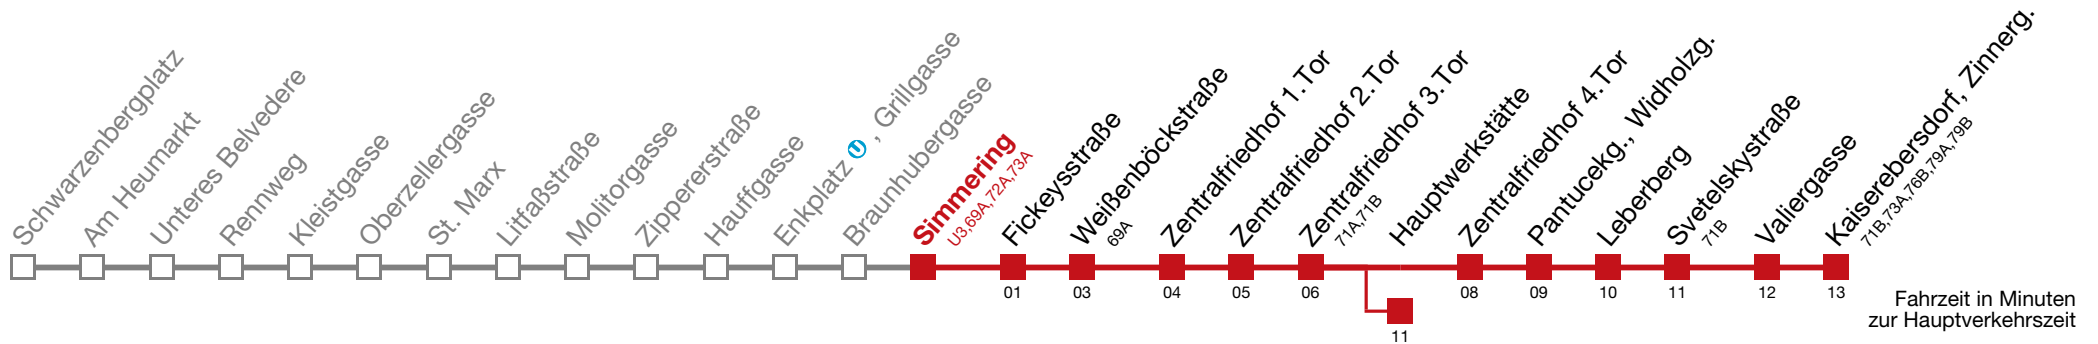 Schwarzenbergplatz
Am Heumarkt
Unteres Belvedere
Rennweg
Kleistgasse
Oberzellergasse
St. Marx
Litfaßstraße
Molitorgasse
Zippererstraße
Hauffgasse
Enkplatz U , Grillgasse
Braunhubergasse
Simmering
U3,69A,72A,73A
Fickeysstraße
Weißenböckstraße
69A
Zentralfriedhof 1.Tor
Zentralfriedhof 2.Tor
Zentralfriedhof 3.Tor
71A,71B
Hauptwerkstätte
Zentralfriedhof 4.Tor
Pantucekg., Widholzg.
Leberberg
Svetelskystraße
71B
Valiergasse
Kaiserebersdorf, Zinnerg.
71B,73A,76B,79A,79B
01 03 04 05 06 08 09 10 11 12 13
11
Fahrzeit in Minuten
zur Hauptverkehrszeit